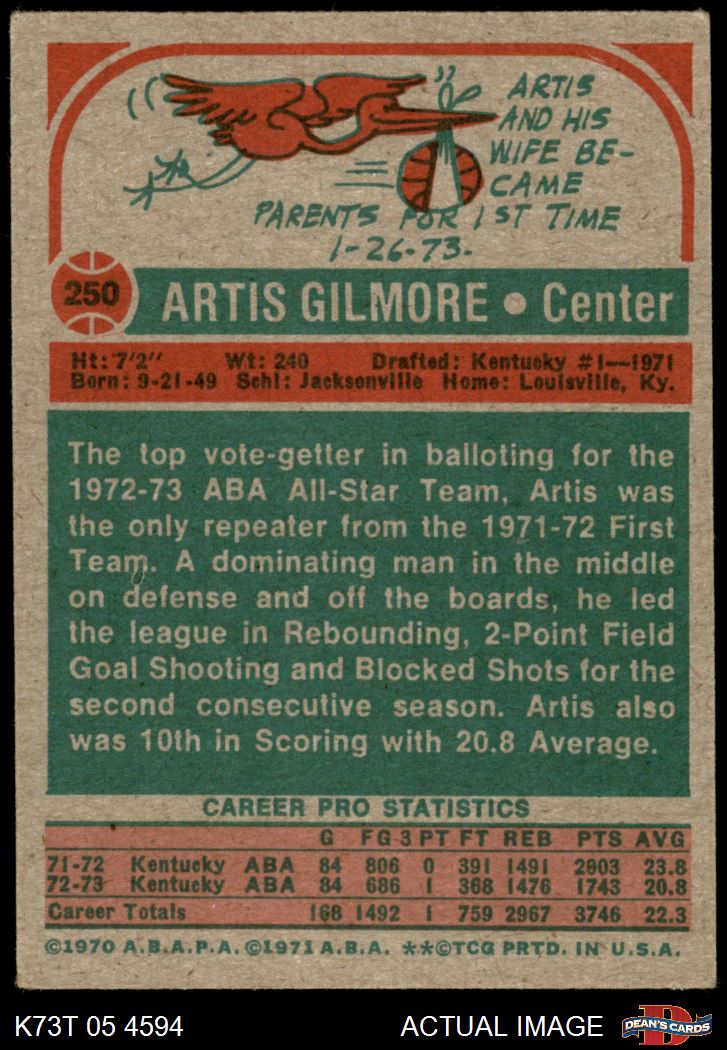 ARTIS
AND HIS
WIFE BE-
CAME
PARENTS FOR 1ST TIME
1-26-73.
250
ARTIS GILMORE • Center
Ht: 7'2" Wt: 240 Drafted: Kentucky #1—1971
Born: 9-21-49 Schl: Jacksonville Home: Louisville, Ky.
The top vote-getter in balloting for the
1972-73 ABA All-Star Team, Artis was
the only repeater from the 1971-72 First
Team. A dominating man in the middle
on defense and off the boards, he led
the league in Rebounding, 2-Point Field
Goal Shooting and Blocked Shots for the
second consecutive season. Artis also
was 10th in Scoring with 20.8 Average.
CAREER PRO STATISTICS
G FG 3 PT FT REB PTS AVG
71-72 Kentucky ABA 84 806 0 391 1491 2003 23.8
72-73 Kentucky ABA 84 686 1 368 1476 1743 20.8
Career Totals 168 1492 1 759 2967 3746 22.3
©1970 A.B.A.P.A. ©1971 A.B.A. **©TCG PRTD. IN U.S.A.
K73T 05 4594 ACTUAL IMAGE
D
DEAN'S CARDS